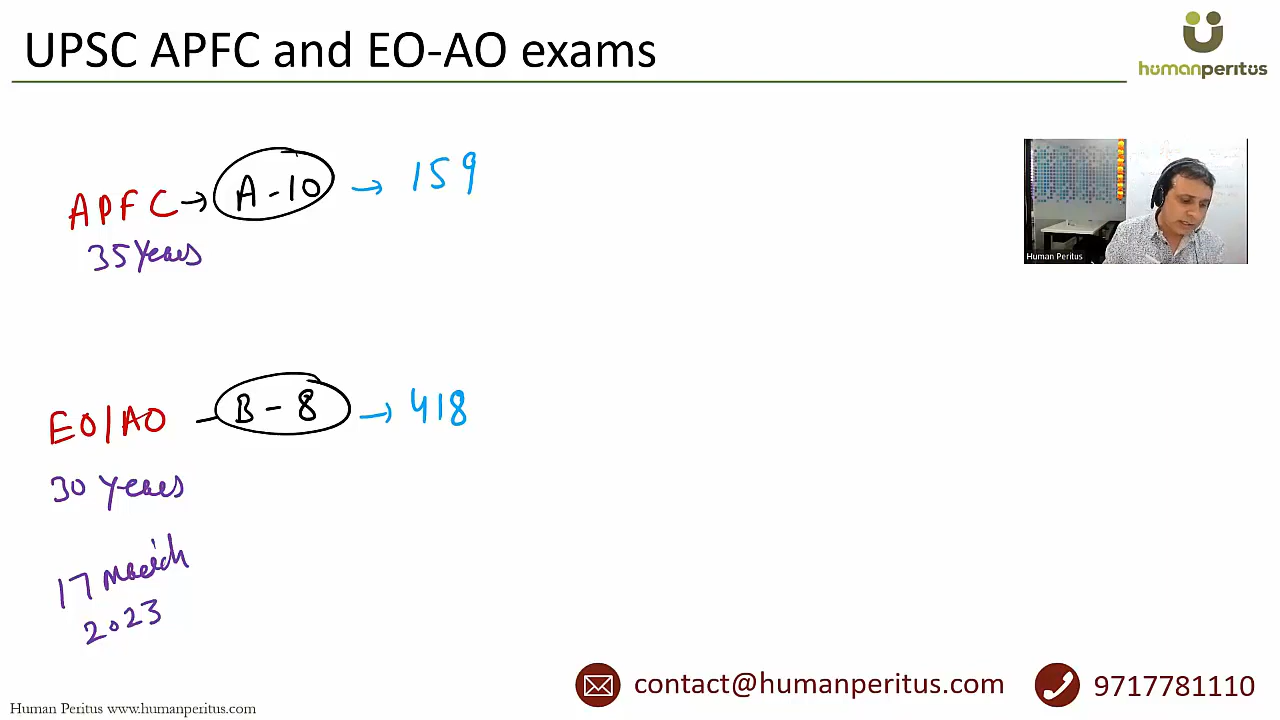 UPSC APFC and EO-AO exams
humanperitus
APFC → A-10 → 159
35 Years
Human Peritus
EO/AO - B-8 → 418
30 Years
17 March
2023
contact@humanperitus.com
9717781110
Human Peritus www.humanperitus.com